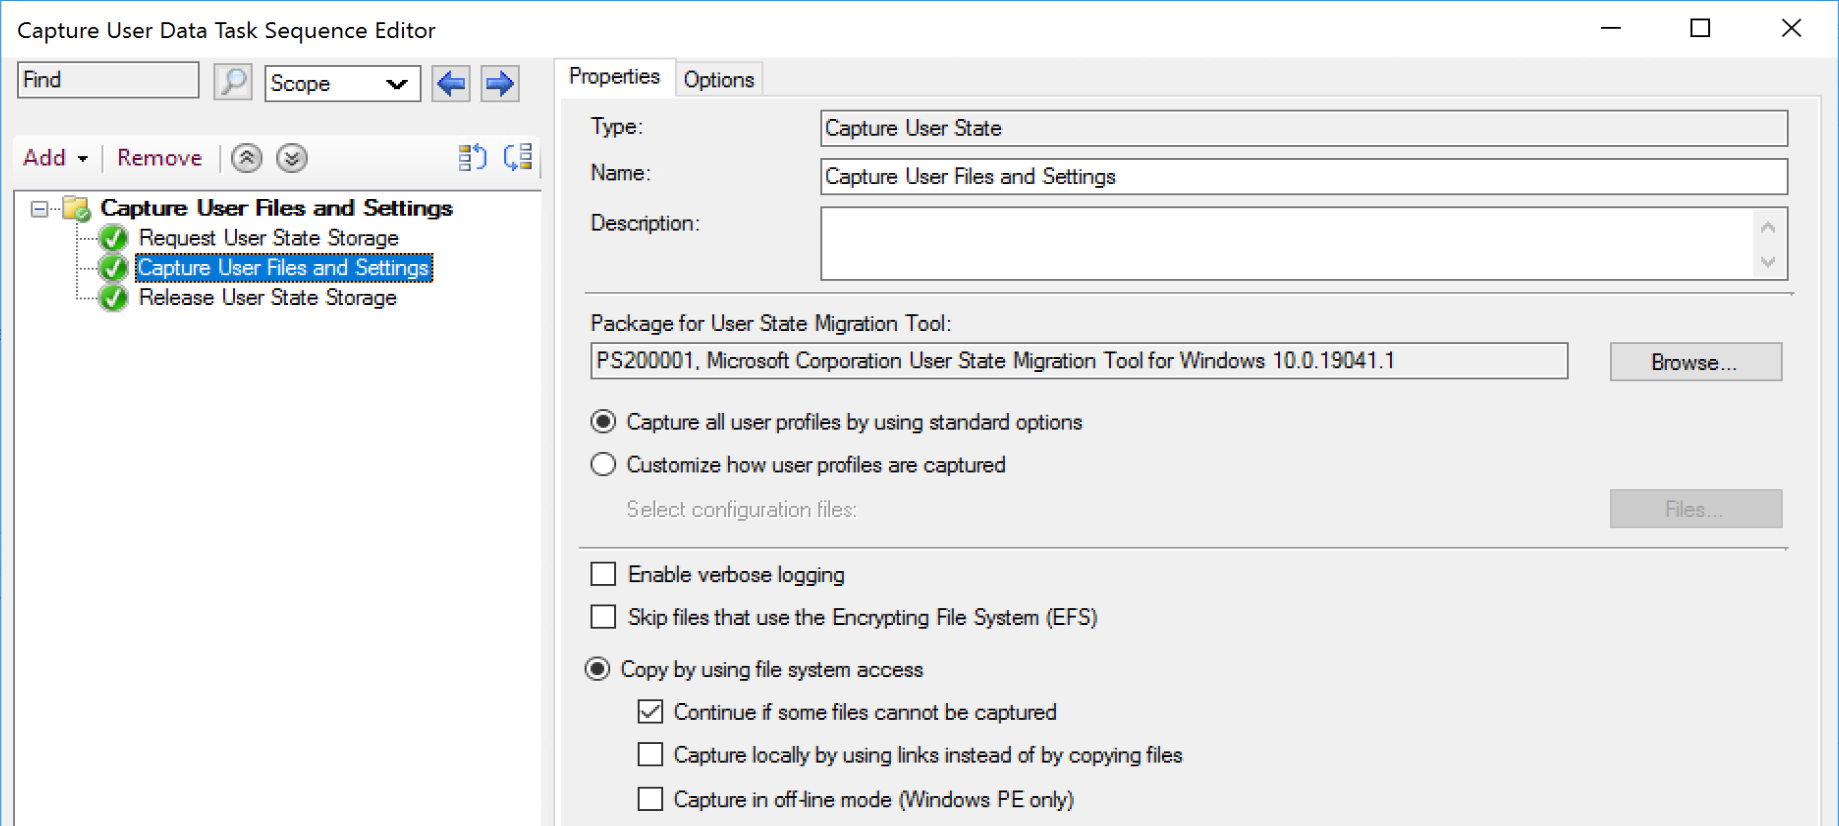 Capture User Data Task Sequence Editor
Find
Scope
Properties
Options
Add
Remove
Capture User Files and Settings
Request User State Storage
Capture User Files and Settings
Release User State Storage
Type:
Capture User State
Name:
Capture User Files and Settings
Description:
Package for User State Migration Tool:
PS200001, Microsoft Corporation User State Migration Tool for Windows 10.0.19041.1
Browse...
Capture all user profiles by using standard options
Customize how user profiles are captured
Select configuration files:
Files...
Enable verbose logging
Skip files that use the Encrypting File System (EFS)
Copy by using file system access
Continue if some files cannot be captured
Capture locally by using links instead of by copying files
Capture in off-line mode (Windows PE only)